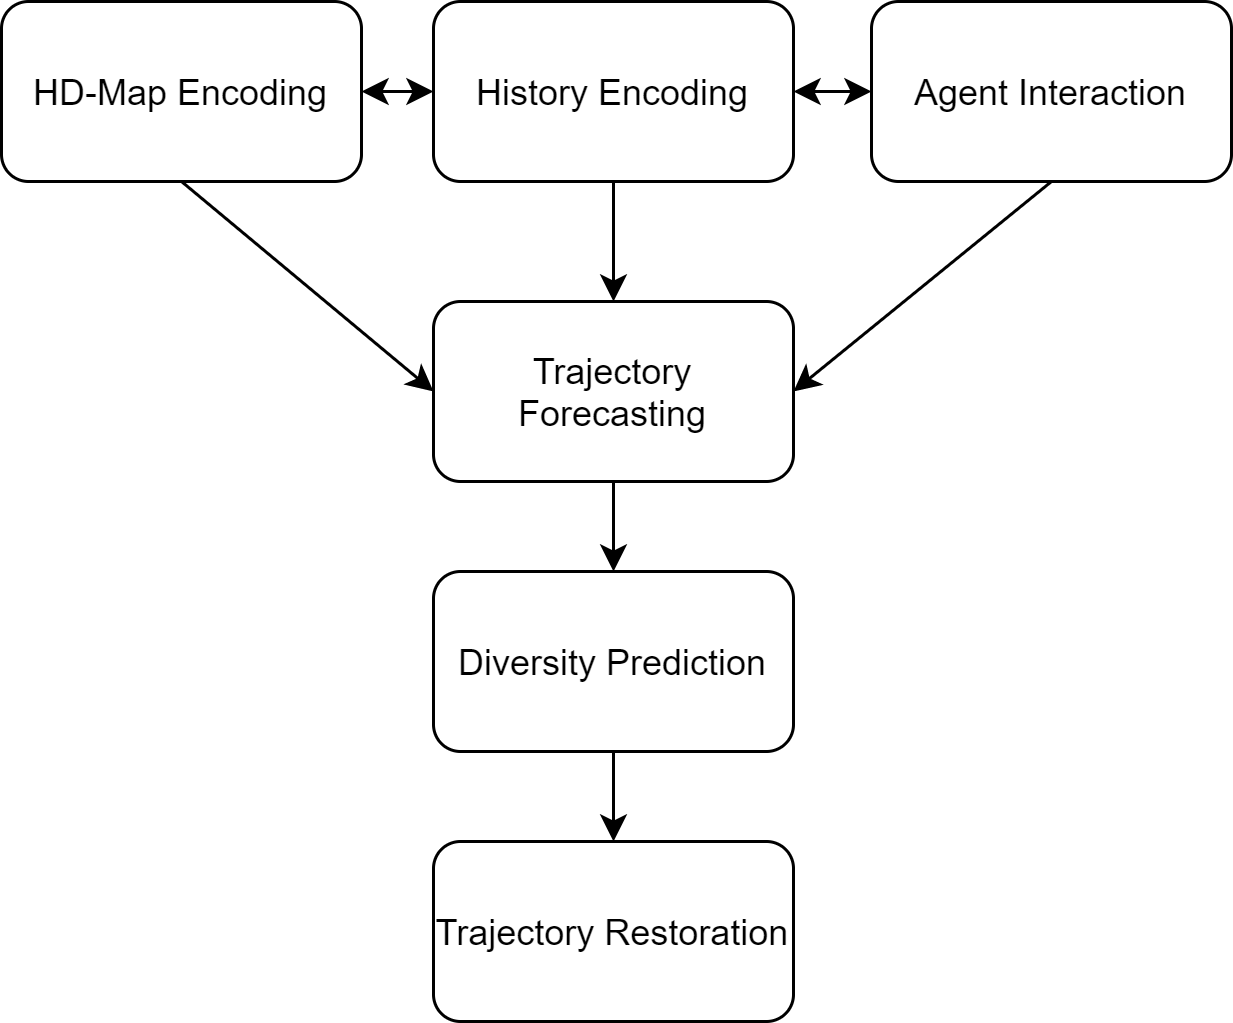 HD-Map Encoding
History Encoding
Agent Interaction
Trajectory
Forecasting
Diversity Prediction
Trajectory Restoration